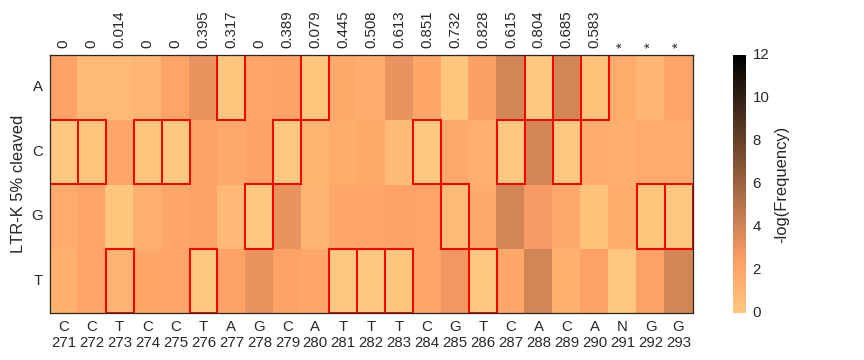 0 0 0.014 0 0 0.395 0.317 0 0.389 0.079 0.445 0.508 0.613 0.851 0.732 0.828 0.615 0.804 0.685 0.583 * * *
LTR-K 5% cleaved
A
C
G
T
C C T C C T A G C A T T T C G T C A C A N G G
271 272 273 274 275 276 277 278 279 280 281 282 283 284 285 286 287 288 289 290 291 292 293
12
10
8
6
4
2
0
-log(Frequency)